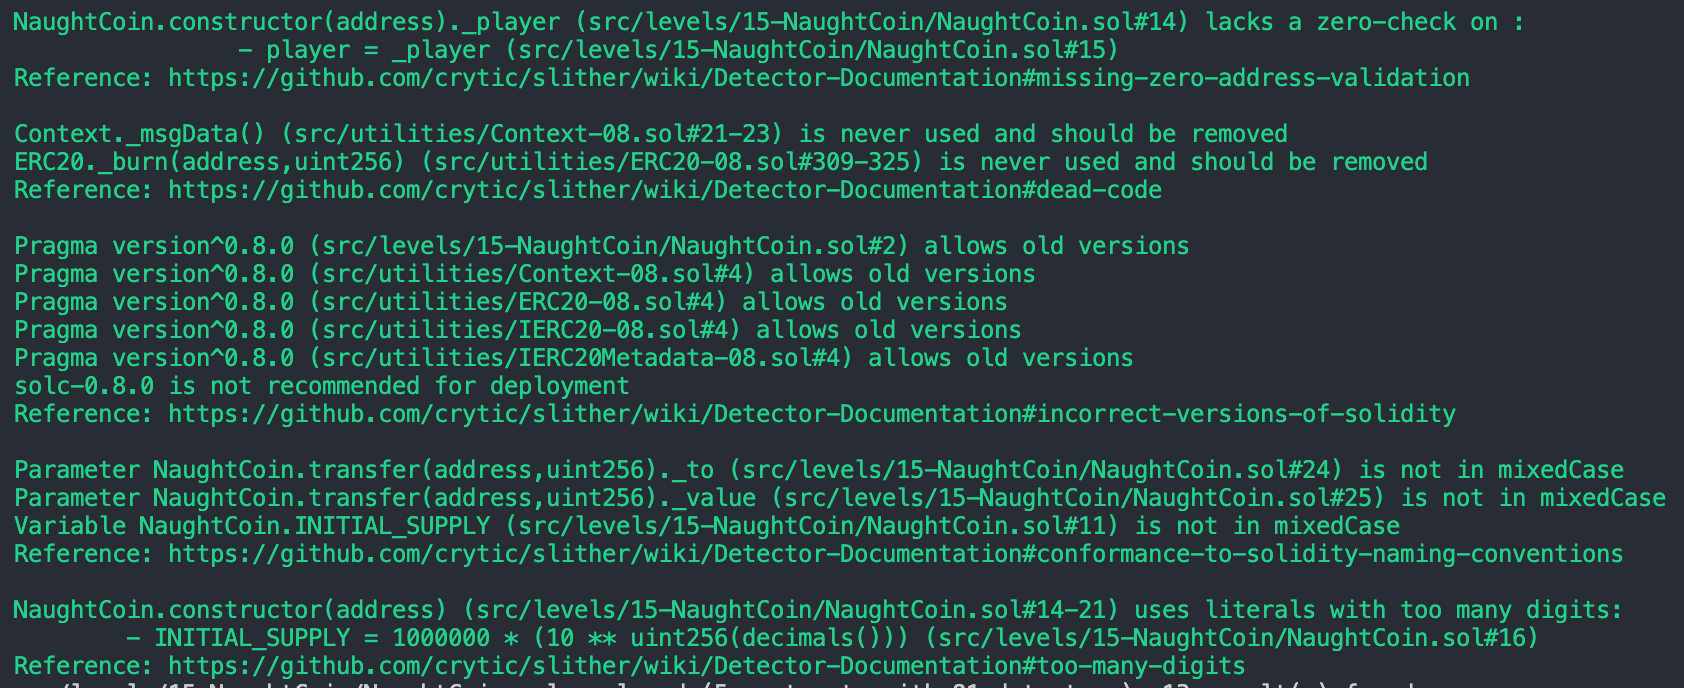 NaughtCoin.constructor(address)._player (src/levels/15-NaughtCoin/NaughtCoin.sol#14) lacks a zero-check on :
- player = _player (src/levels/15-NaughtCoin/NaughtCoin.sol#15)
Reference: https://github.com/crytic/slither/wiki/Detector-Documentation#missing-zero-address-validation
Context._msgData() (src/utilities/Context-08.sol#21-23) is never used and should be removed
ERC20._burn(address,uint256) (src/utilities/ERC20-08.sol#309-325) is never used and should be removed
Reference: https://github.com/crytic/slither/wiki/Detector-Documentation#dead-code
Pragma version^0.8.0 (src/levels/15-NaughtCoin/NaughtCoin.sol#2) allows old versions
Pragma version^0.8.0 (src/utilities/Context-08.sol#4) allows old versions
Pragma version^0.8.0 (src/utilities/ERC20-08.sol#4) allows old versions
Pragma version^0.8.0 (src/utilities/IERC20-08.sol#4) allows old versions
Pragma version^0.8.0 (src/utilities/IERC20Metadata-08.sol#4) allows old versions
solc-0.8.0 is not recommended for deployment
Reference: https://github.com/crytic/slither/wiki/Detector-Documentation#incorrect-versions-of-solidity
Parameter NaughtCoin.transfer(address,uint256)._to (src/levels/15-NaughtCoin/NaughtCoin.sol#24) is not in mixedCase
Parameter NaughtCoin.transfer(address,uint256)._value (src/levels/15-NaughtCoin/NaughtCoin.sol#25) is not in mixedCase
Variable NaughtCoin.INITIAL_SUPPLY (src/levels/15-NaughtCoin/NaughtCoin.sol#11) is not in mixedCase
Reference: https://github.com/crytic/slither/wiki/Detector-Documentation#conformance-to-solidity-naming-conventions
NaughtCoin.constructor(address) (src/levels/15-NaughtCoin/NaughtCoin.sol#14-21) uses literals with too many digits:
- INITIAL_SUPPLY = 1000000 * (10 ** uint256(decimals())) (src/levels/15-NaughtCoin/NaughtCoin.sol#16)
Reference: https://github.com/crytic/slither/wiki/Detector-Documentation#too-many-digits